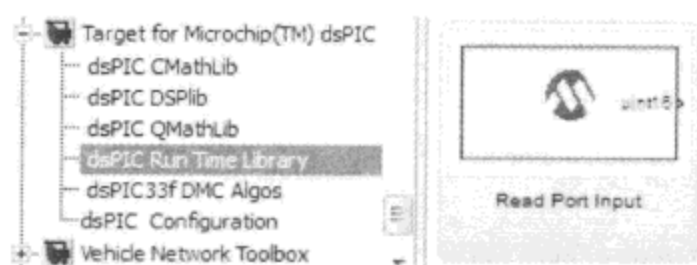 Target for Microchip(TM) dsPIC
dsPIC CMathLib
dsPIC DSPlib
dsPIC QMathLib
dsPIC Run Time Library
dsPIC33f DMC Algos
dsPIC Configuration
Vehicle Network Toolbox
uint16
Read Port Input